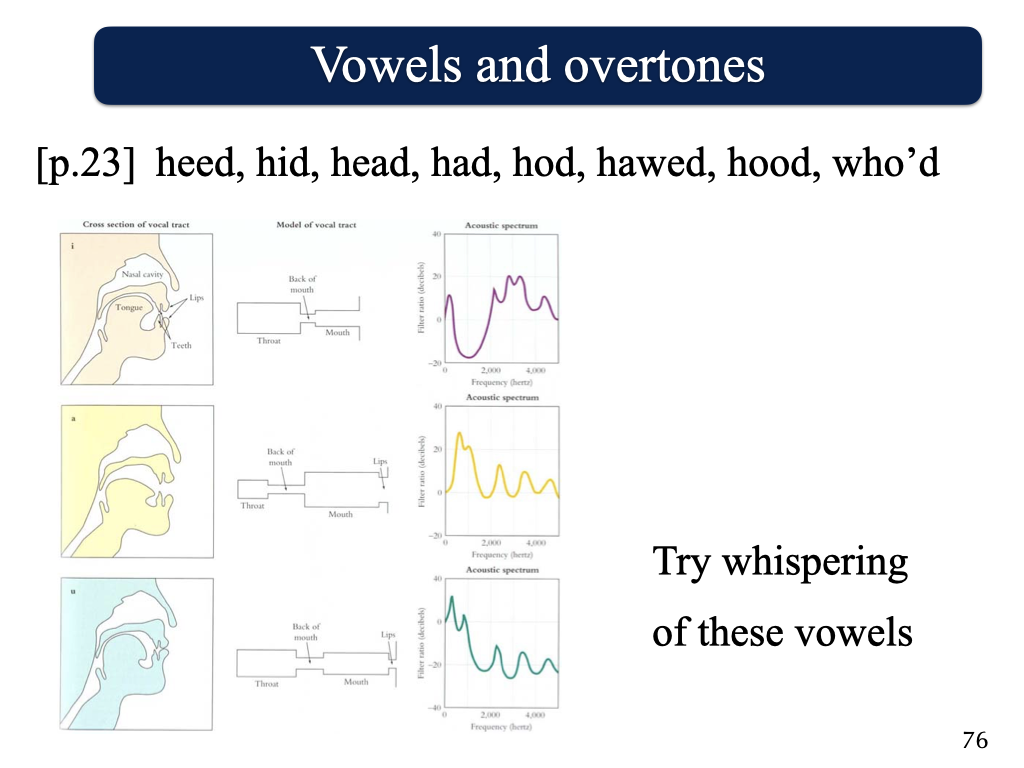 Vowels and overtones
[p.23] heed, hid, head, had, hod, hawed, hood, who’d
Cross section of vocal tract
Model of vocal tract
Acoustic spectrum
i
Nasal cavity
Tongue
Lips
Teeth
Back of
mouth
Throat
Mouth
Filter ratio (decibels)
40
20
0
−20
0
2,000
4,000
Frequency (hertz)
a
Back of
mouth
Lips
Throat
Mouth
Acoustic spectrum
Filter ratio (decibels)
40
20
0
−20
0
2,000
4,000
Frequency (hertz)
u
Back of
mouth
Lips
Throat
Mouth
Acoustic spectrum
Filter ratio (decibels)
40
0
−20
−40
0
2,000
4,000
Frequency (hertz)
Try whispering
of these vowels
76